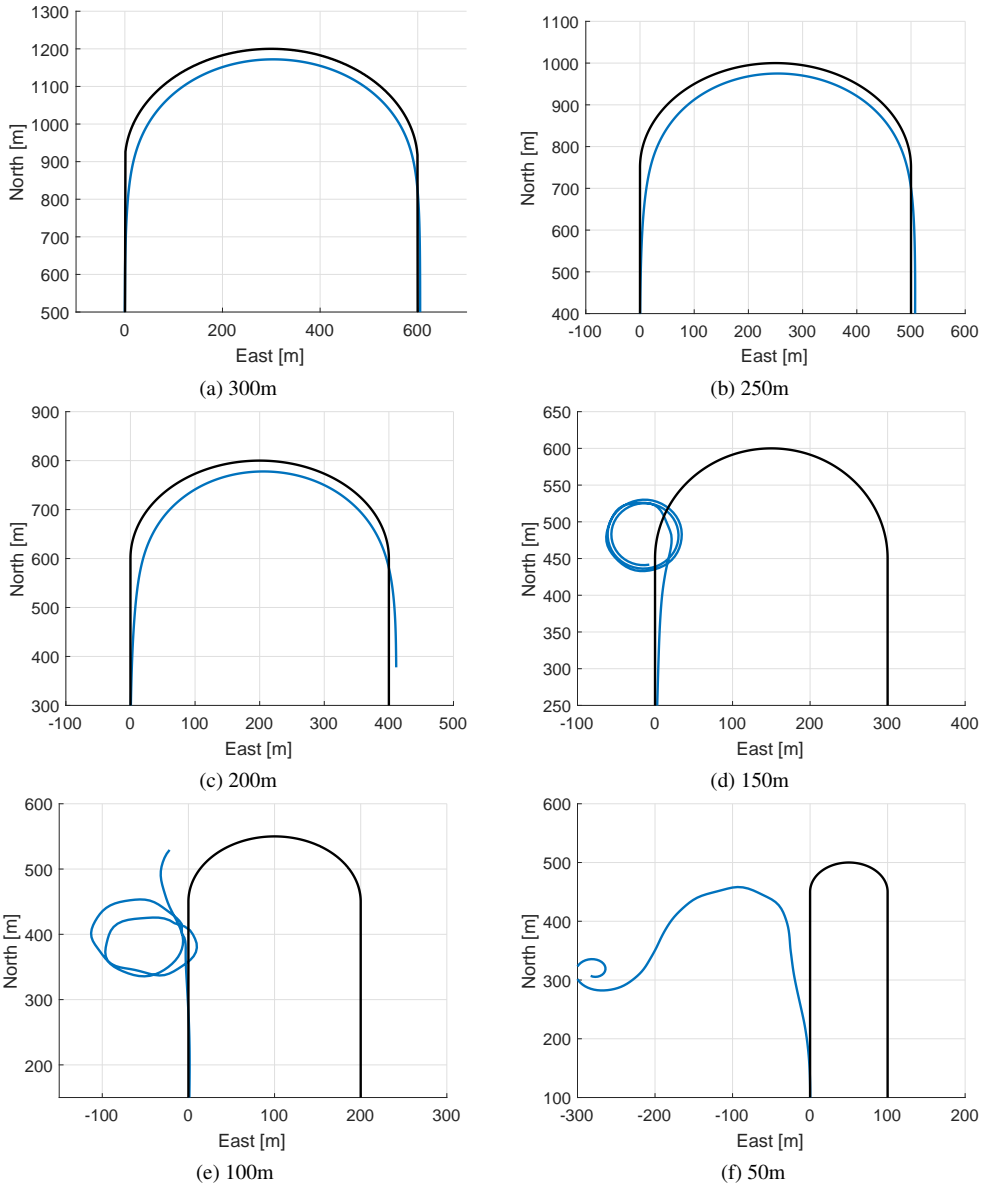 1300
1200
1100
1000
900
800
700
600
500
North [m]
0 200 400 600
East [m]
(a) 300m
1100
1000
900
800
700
600
500
400
North [m]
-100 0 100 200 300 400 500 600
East [m]
(b) 250m
900
800
700
600
500
400
300
North [m]
-100 0 100 200 300 400 500
East [m]
(c) 200m
650
600
550
500
450
400
350
300
250
North [m]
-100 0 100 200 300 400
East [m]
(d) 150m
600
500
400
300
200
North [m]
-100 0 100 200 300
East [m]
(e) 100m
600
500
400
300
200
100
North [m]
-300 -200 -100 0 100 200
East [m]
(f) 50m